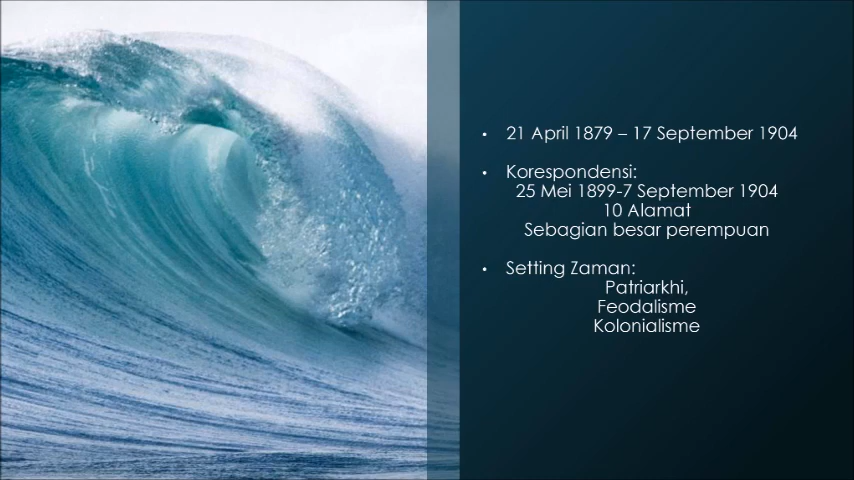 • 21 April 1879 – 17 September 1904
• Korespondensi:
25 Mei 1899-7 September 1904
10 Alamat
Sebagian besar perempuan
• Setting Zaman:
Patriarkhi,
Feodalisme
Kolonialisme